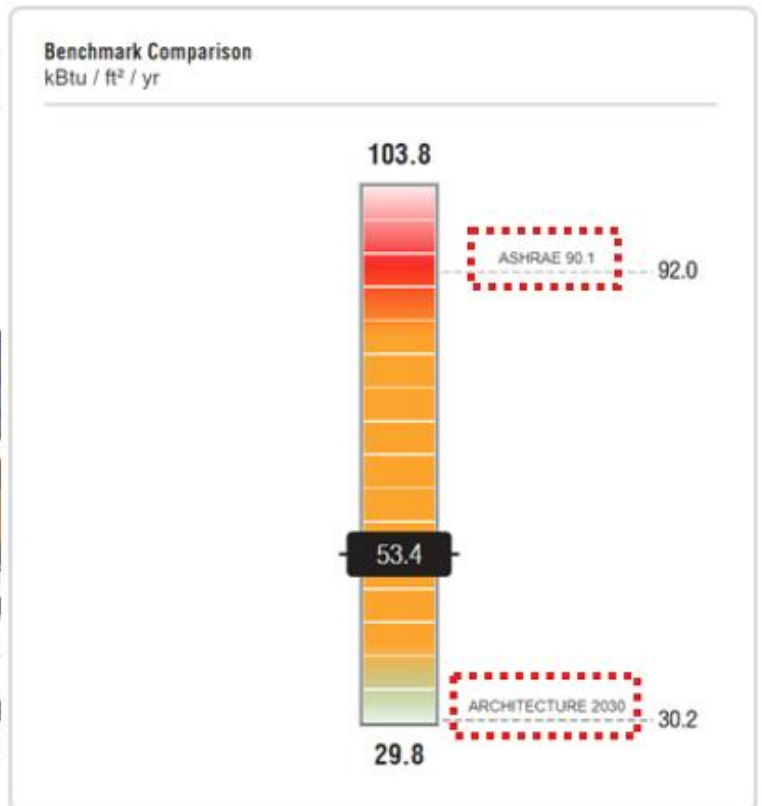 Benchmark Comparison
kBtu / ft² / yr
103.8
ASHRAE 90.1
92.0
53.4
ARCHITECTURE 2030
30.2
29.8